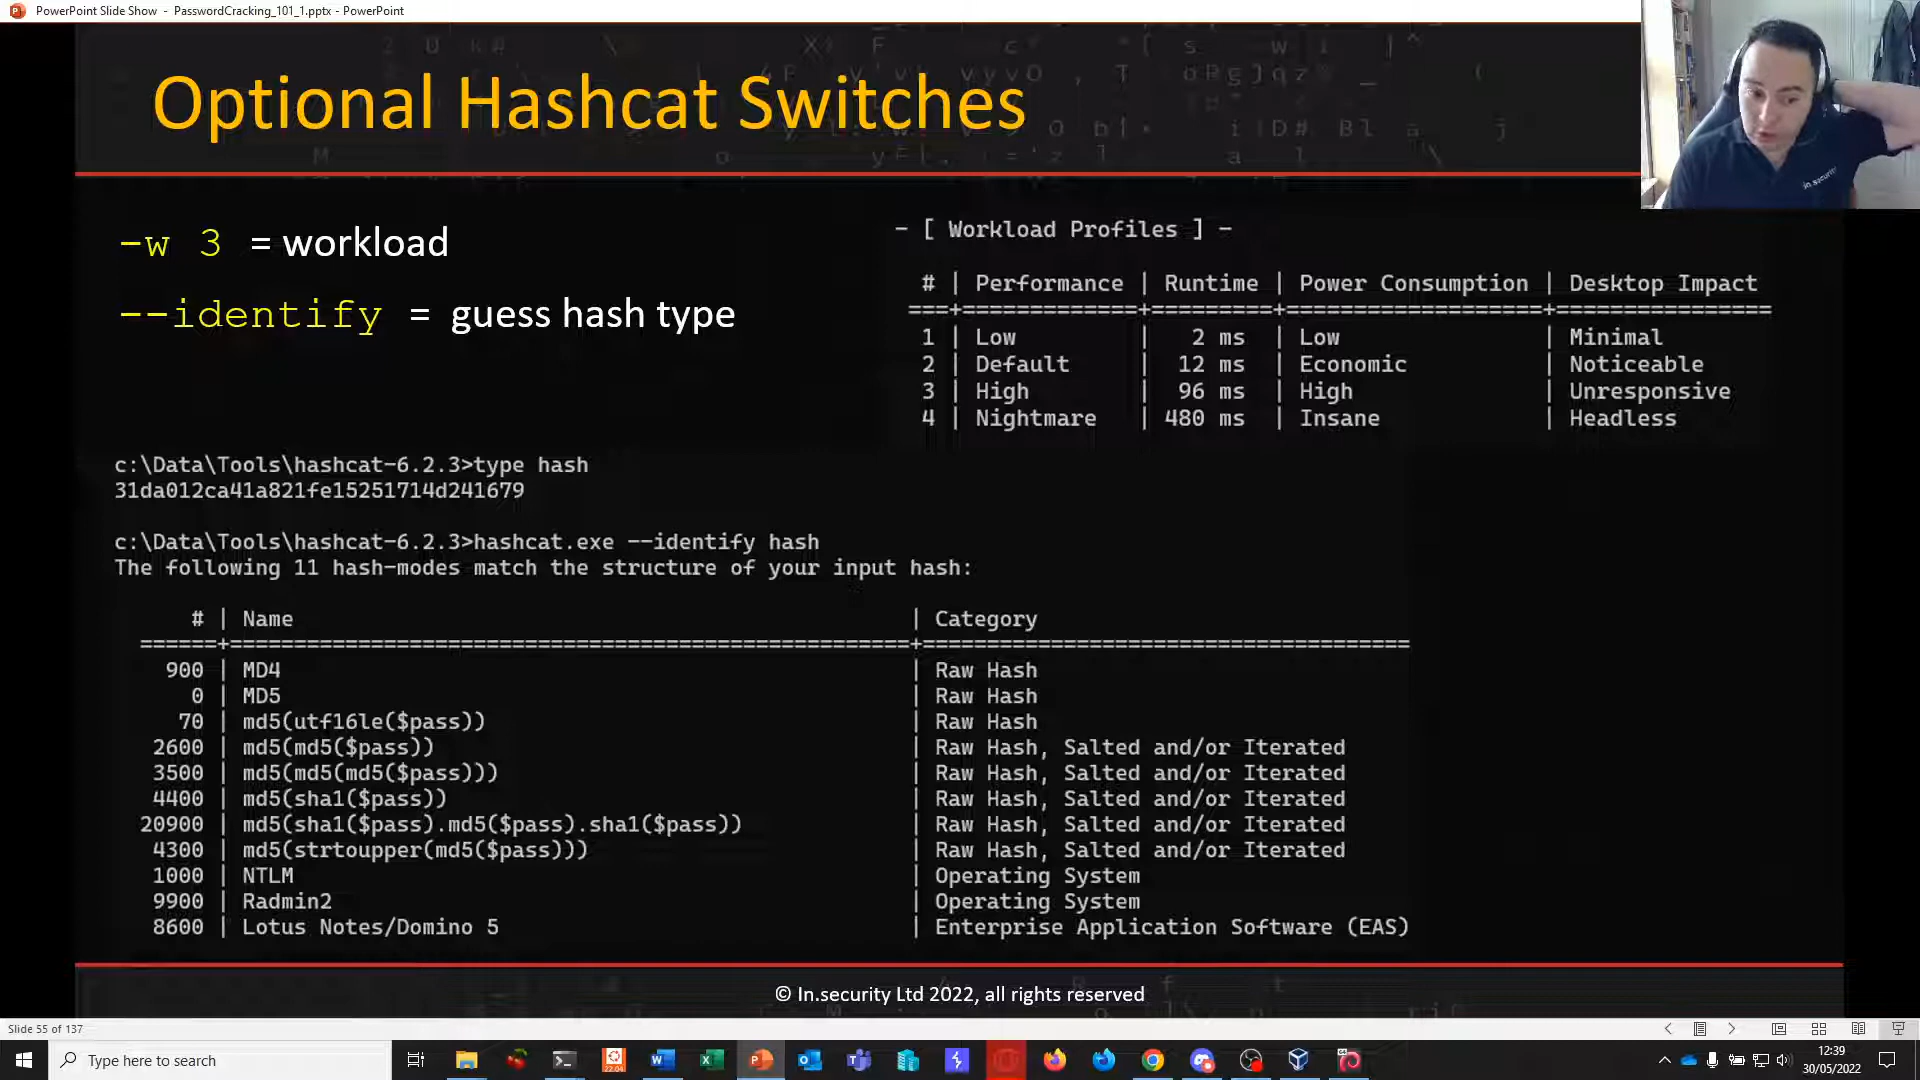 PowerPoint Slide Show - PasswordCracking_101_1.pptx - PowerPoint
Optional Hashcat Switches
in.security
-w 3 = workload
--identify = guess hash type
- [ Workload Profiles ] -
# | Performance | Runtime | Power Consumption | Desktop Impact
===+=============+=========+===================+===============
1 | Low | 2 ms | Low | Minimal
2 | Default | 12 ms | Economic | Noticeable
3 | High | 96 ms | High | Unresponsive
4 | Nightmare | 480 ms | Insane | Headless
c:\Data\Tools\hashcat-6.2.3>type hash
31da012ca41a821fe15251714d241679
c:\Data\Tools\hashcat-6.2.3>hashcat.exe --identify hash
The following 11 hash-modes match the structure of your input hash:
# | Name | Category
======+=====================================================+======================================
900 | MD4 | Raw Hash
0 | MD5 | Raw Hash
70 | md5(utf16le($pass)) | Raw Hash
2600 | md5(md5($pass)) | Raw Hash, Salted and/or Iterated
3500 | md5(md5(md5($pass))) | Raw Hash, Salted and/or Iterated
4400 | md5(sha1($pass)) | Raw Hash, Salted and/or Iterated
20900 | md5(sha1($pass).md5($pass).sha1($pass)) | Raw Hash, Salted and/or Iterated
4300 | md5(strtoupper(md5($pass))) | Raw Hash, Salted and/or Iterated
1000 | NTLM | Operating System
9900 | Radmin2 | Operating System
8600 | Lotus Notes/Domino 5 | Enterprise Application Software (EAS)
© In.security Ltd 2022, all rights reserved
Slide 55 of 137
Type here to search
22.04
12:39
30/05/2022